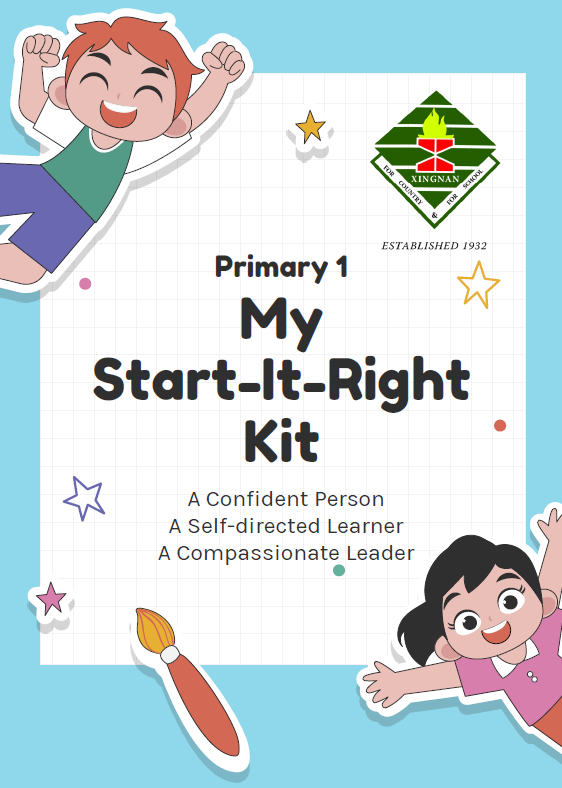 XINGNAN
FOR COUNTRY & FOR SCHOOL
ESTABLISHED 1932
Primary 1
My
Start-It-Right
Kit
A Confident Person
A Self-directed Learner
A Compassionate Leader